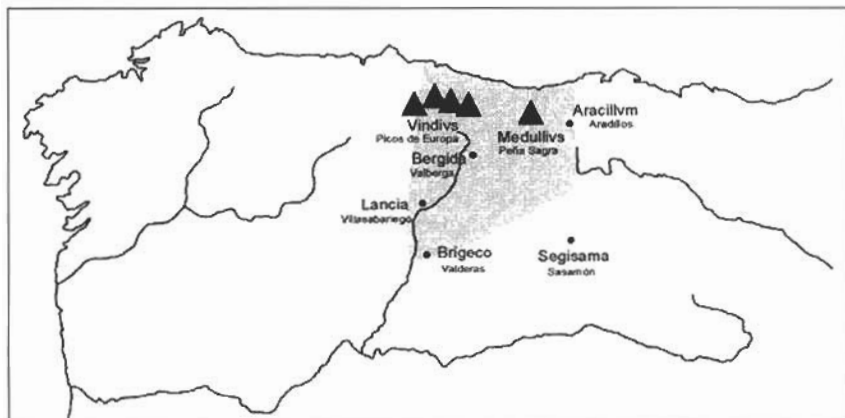 Vindivs
Picos de Europa
Medullivs
Peña Sagra
Aracillvm
Aradillos
Bergida
Valberga
Lancia
Villasabariego
Brigeco
Valderas
Segisama
Sasamón